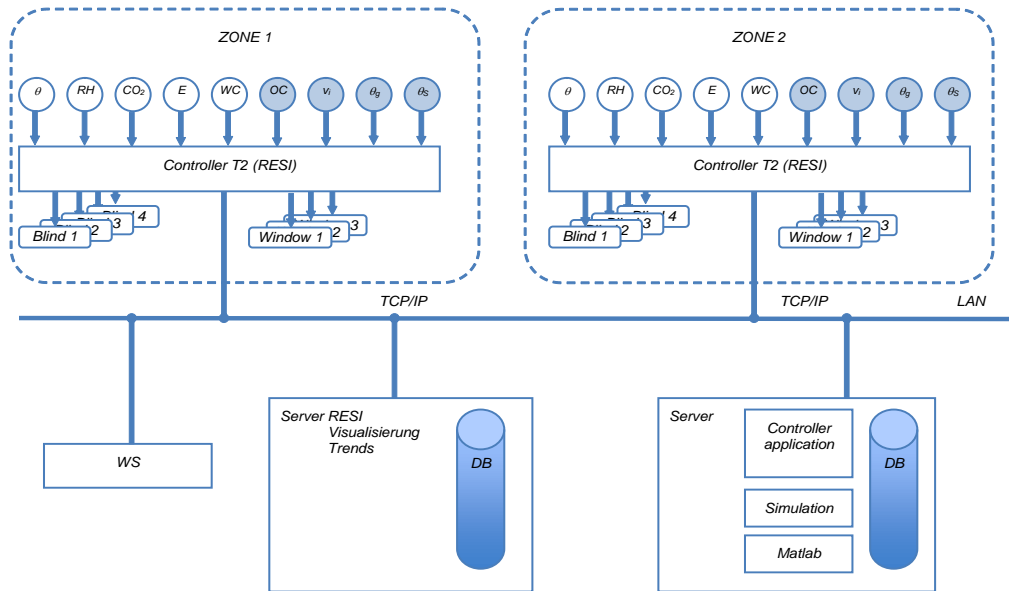 ZONE 1
ZONE 2
θ RH CO₂ E WC OC vᵢ θg θS
θ RH CO₂ E WC OC vᵢ θg θS
Controller T2 (RESI)
Controller T2 (RESI)
4
3
2
Blind 1
3
2
Window 1
4
3
2
Blind 1
3
2
Window 1
TCP/IP
TCP/IP
LAN
Server RESI
Visualisierung
Trends
DB
WS
Server
Controller
application
DB
Simulation
Matlab